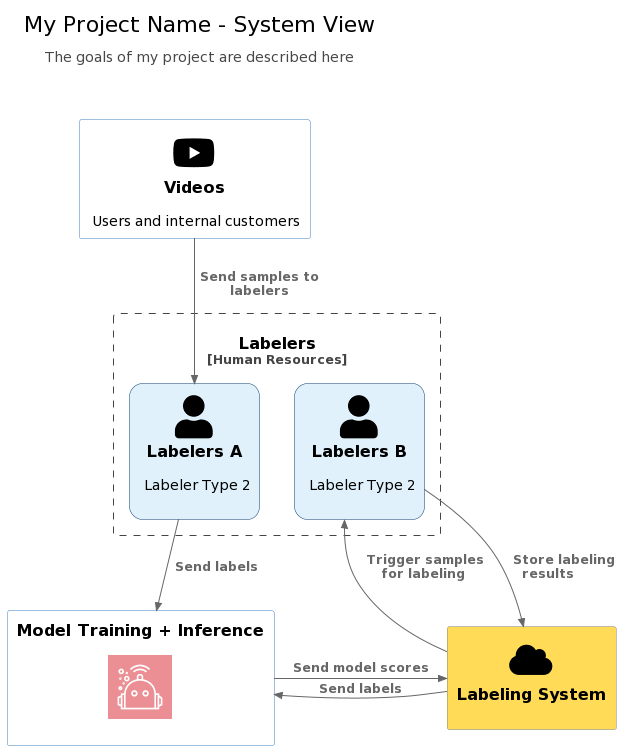 My Project Name - System View
The goals of my project are described here
Videos
Users and internal customers
Send samples to
labelers
Labelers
[Human Resources]
Labelers A
Labeler Type 2
Labelers B
Labeler Type 2
Send labels
Trigger samples
for labeling
Store labeling
results
Model Training + Inference
Send model scores
Send labels
Labeling System